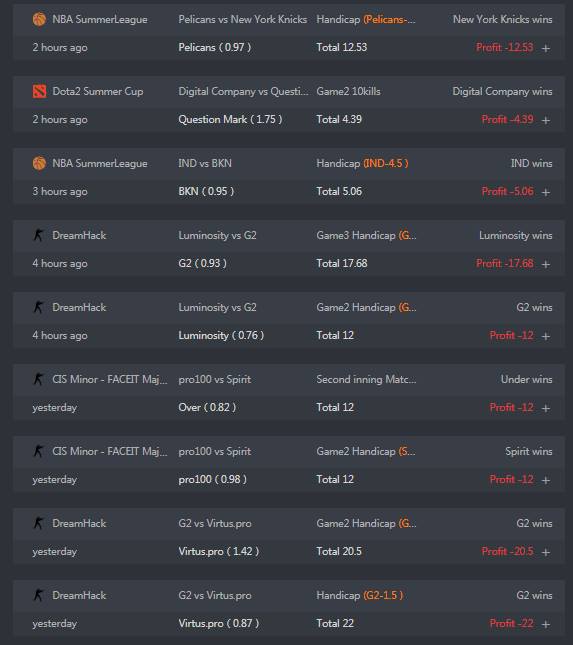 NBA SummerLeague Pelicans vs New York Knicks Handicap (Pelicans-... New York Knicks wins
2 hours ago Pelicans ( 0.97 ) Total 12.53 Profit -12.53 +
Dota2 Summer Cup Digital Company vs Questi... Game2 10kills Digital Company wins
2 hours ago Question Mark ( 1.75 ) Total 4.39 Profit -4.39 +
NBA SummerLeague IND vs BKN Handicap (IND-4.5 ) IND wins
3 hours ago BKN ( 0.95 ) Total 5.06 Profit -5.06 +
DreamHack Luminosity vs G2 Game3 Handicap (G... Luminosity wins
4 hours ago G2 ( 0.93 ) Total 17.68 Profit -17.68 +
DreamHack Luminosity vs G2 Game2 Handicap (G... G2 wins
4 hours ago Luminosity ( 0.76 ) Total 12 Profit -12 +
CIS Minor - FACEIT Maj... pro100 vs Spirit Second inning Matc... Under wins
yesterday Over ( 0.82 ) Total 12 Profit -12 +
CIS Minor - FACEIT Maj... pro100 vs Spirit Game2 Handicap (S... Spirit wins
yesterday pro100 ( 0.98 ) Total 12 Profit -12 +
DreamHack G2 vs Virtus.pro Game2 Handicap (G... G2 wins
yesterday Virtus.pro ( 1.42 ) Total 20.5 Profit -20.5 +
DreamHack G2 vs Virtus.pro Handicap (G2-1.5 ) G2 wins
yesterday Virtus.pro ( 0.87 ) Total 22 Profit -22 +